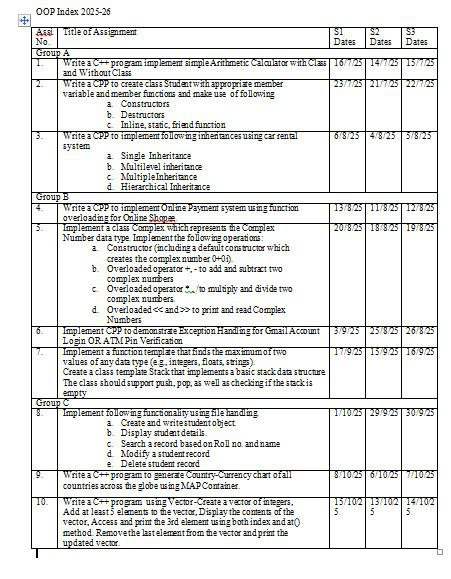 OOP Index 2025-26
Assi Title of Assignment S1 S2 S3
No. Dates Dates Dates
Group A
1. Write a C++ program implement simple Arithmetic Calculator with Class 16/7/25 14/7/25 15/7/25
and Without Class
2. Write a CPP to create class Student with appropriate member 23/7/25 21/7/25 22/7/25
variable and member functions and make use of following
a. Constructors
b. Destructors
c. Inline, static, friend function
3. Write a CPP to implement following inheritances using car rental 6/8/25 4/8/25 5/8/25
system
a. Single Inheritance
b. Multilevel inheritance
c. Multiple Inheritance
d. Hierarchical Inheritance
Group B
4. Write a CPP to implement Online Payment system using function 13/8/25 11/8/25 12/8/25
overloading for Online Shopee.
5. Implement a class Complex which represents the Complex 20/8/25 18/8/25 19/8/25
Number data type. Implement the following operations:
a. Constructor (including a default constructor which
creates the complex number 0+0i).
b. Overloaded operator +, - to add and subtract two
complex numbers
c. Overloaded operator *, / to multiply and divide two
complex numbers.
d. Overloaded << and >> to print and read Complex
Numbers
6. Implement CPP to demonstrate Exception Handling for Gmail Account 3/9/25 25/8/25 26/8/25
Login OR ATM Pin Verification
7. Implement a function template that finds the maximum of two 17/9/25 15/9/25 16/9/25
values of any data type (e.g., integers, floats, strings).
Create a class template Stack that implements a basic stack data structure
The class should support push, pop, as well as checking if the stack is
empty
Group C
8. Implement following functionality using file handling. 1/10/25 29/9/25 30/9/25
a. Create and write student object.
b. Display student details.
c. Search a record based on Roll no. and name
d. Modify a student record
e. Delete student record
9. Write a C++ program to generate Country-Currency chart of all 8/10/25 6/10/25 7/10/25
countries across the globe using MAP Container.
10. Write a C++ program using Vector -Create a vector of integers, 15/10/2 13/10/2 14/10/2
Add at least 5 elements to the vector, Display the contents of the 5 5 5
vector, Access and print the 3rd element using both index and at()
method. Remove the last element from the vector and print the
updated vector.